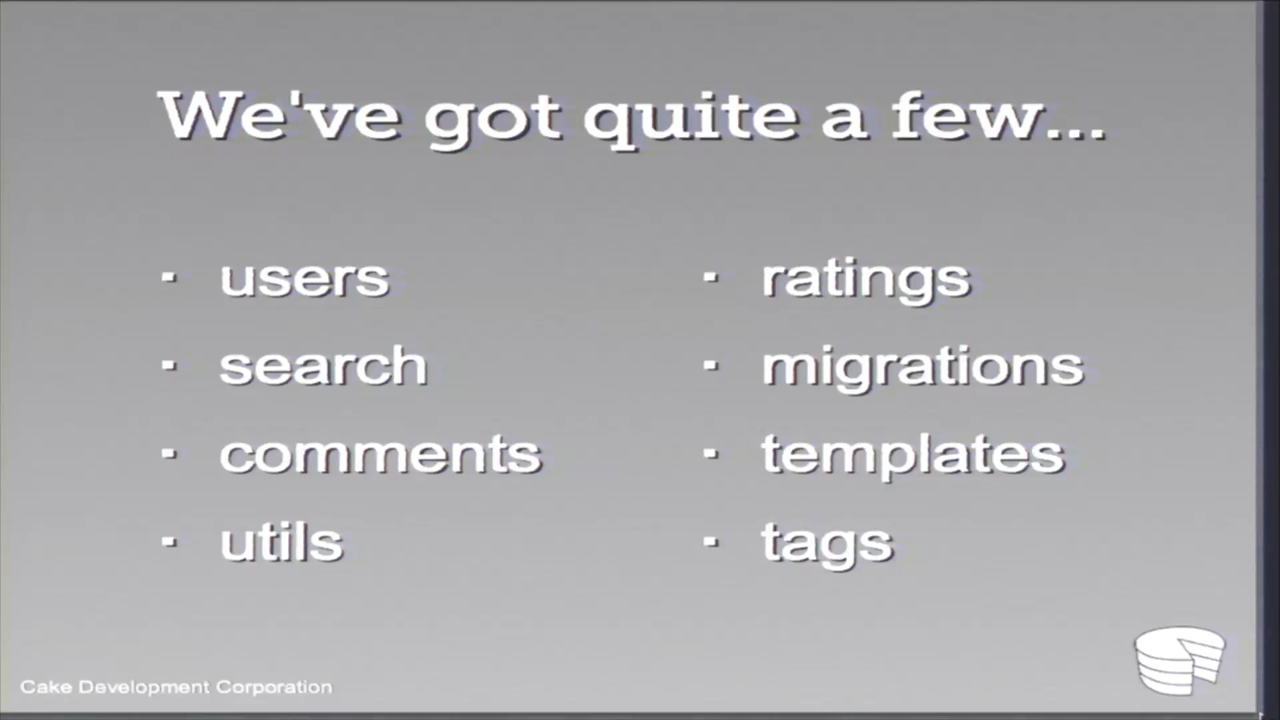 We've got quite a few...
· users
· search
· comments
· utils
· ratings
· migrations
· templates
· tags
Cake Development Corporation